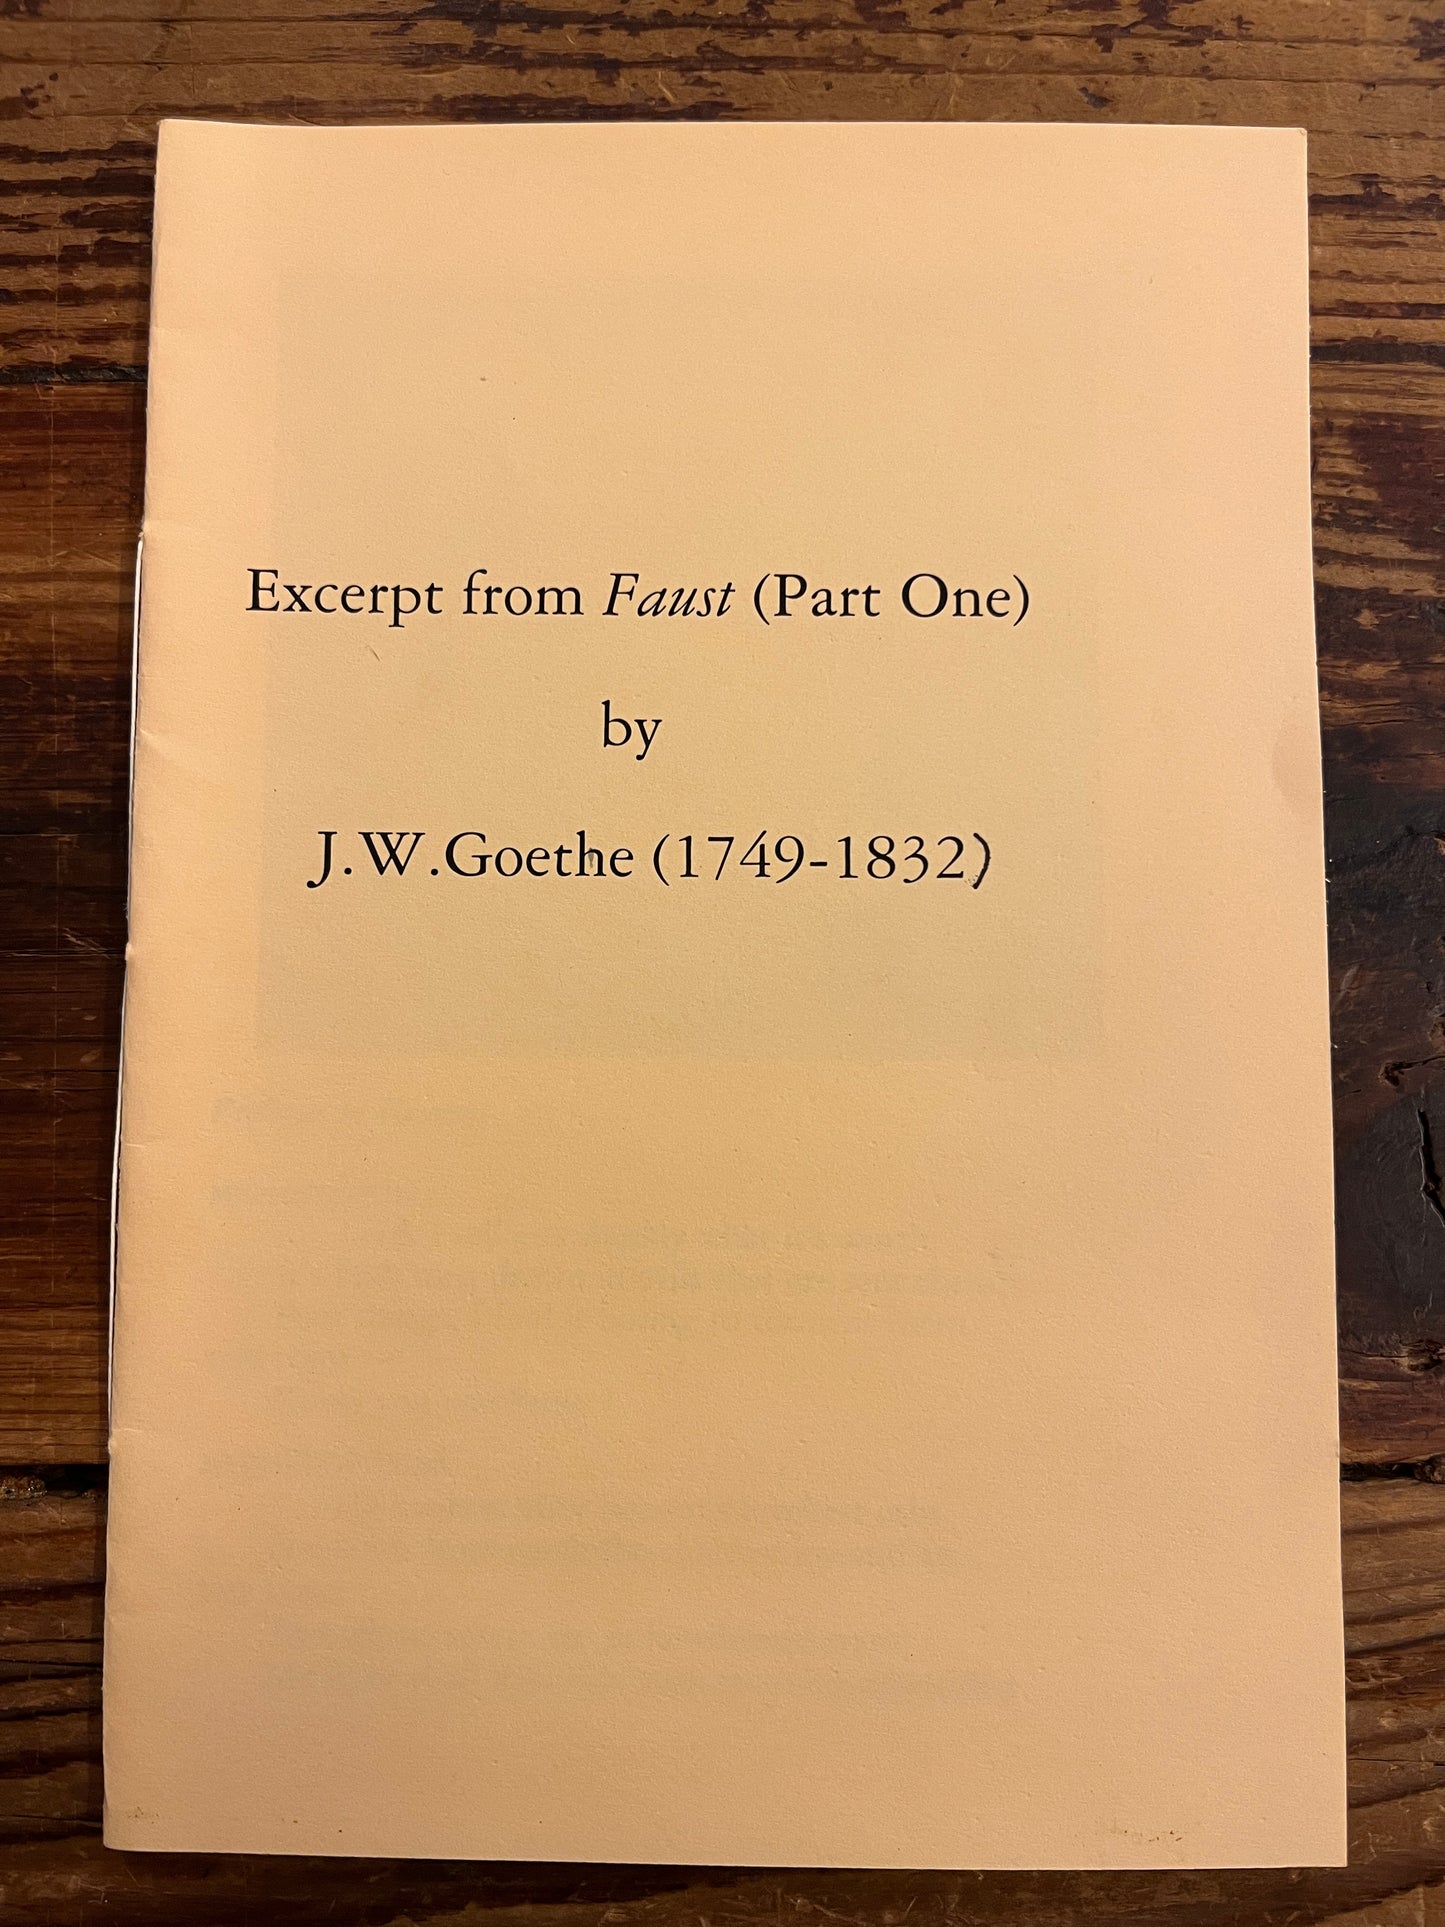 Excerpt from Faust (Part One)
by
J.W.Goethe (1749-1832)